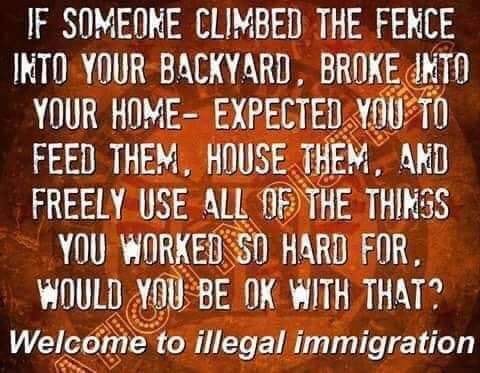 IF SOMEONE CLIMBED THE FENCE
INTO YOUR BACKYARD, BROKE INTO
YOUR HOME- EXPECTED YOU TO
FEED THEM, HOUSE THEM, AND
FREELY USE ALL OF THE THINGS
YOU WORKED SO HARD FOR,
WOULD YOU BE OK WITH THAT?
Welcome to illegal immigration